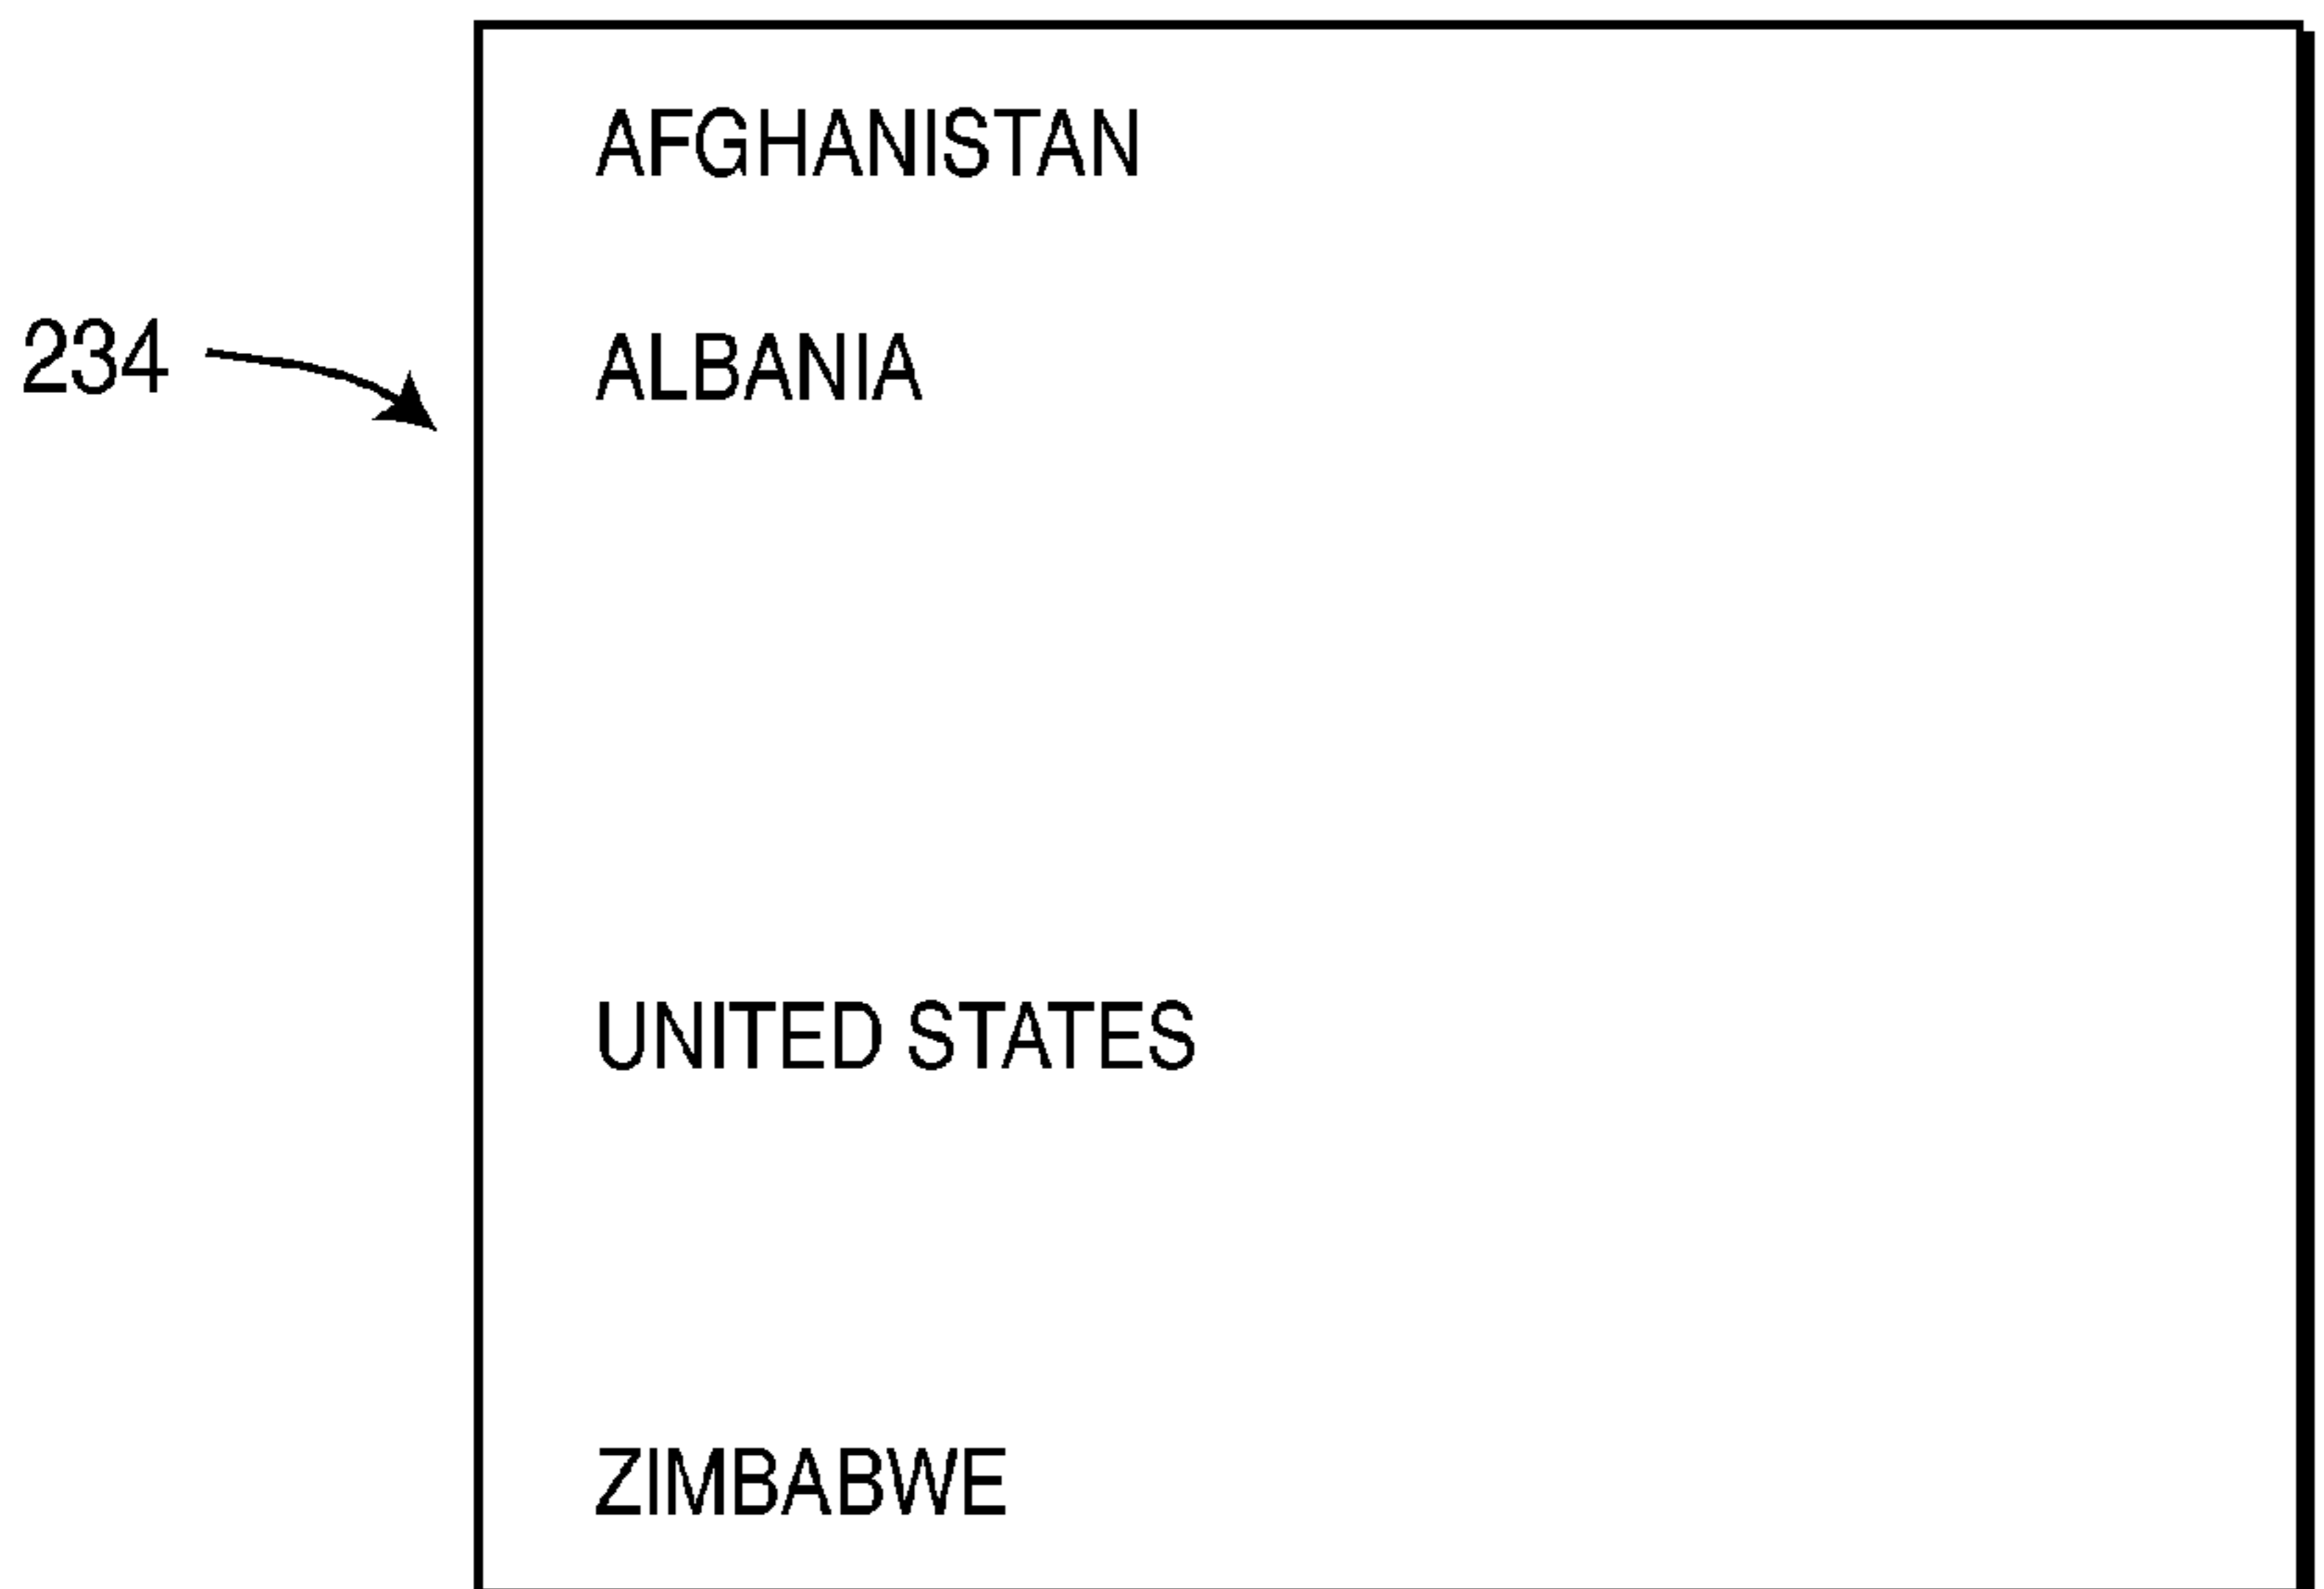 AFGHANISTAN
234
ALBANIA
UNITED STATES
ZIMBABWE